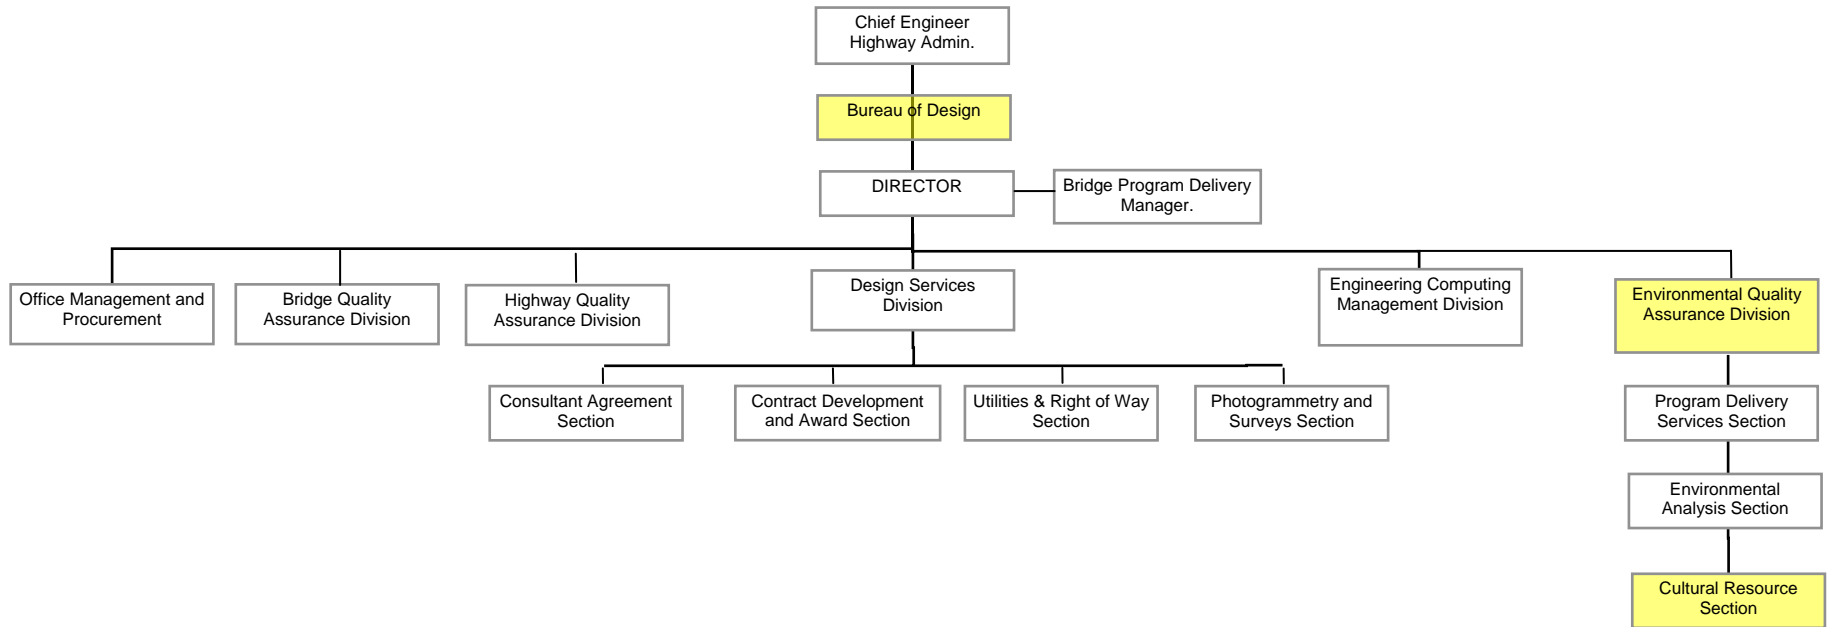 Chief Engineer
Highway Admin.
Bureau of Design
DIRECTOR
Bridge Program Delivery
Manager.
Office Management and
Procurement
Bridge Quality
Assurance Division
Highway Quality
Assurance Division
Design Services
Division
Engineering Computing
Management Division
Environmental Quality
Assurance Division
Consultant Agreement
Section
Contract Development
and Award Section
Utilities & Right of Way
Section
Photogrammetry and
Surveys Section
Program Delivery
Services Section
Environmental
Analysis Section
Cultural Resource
Section